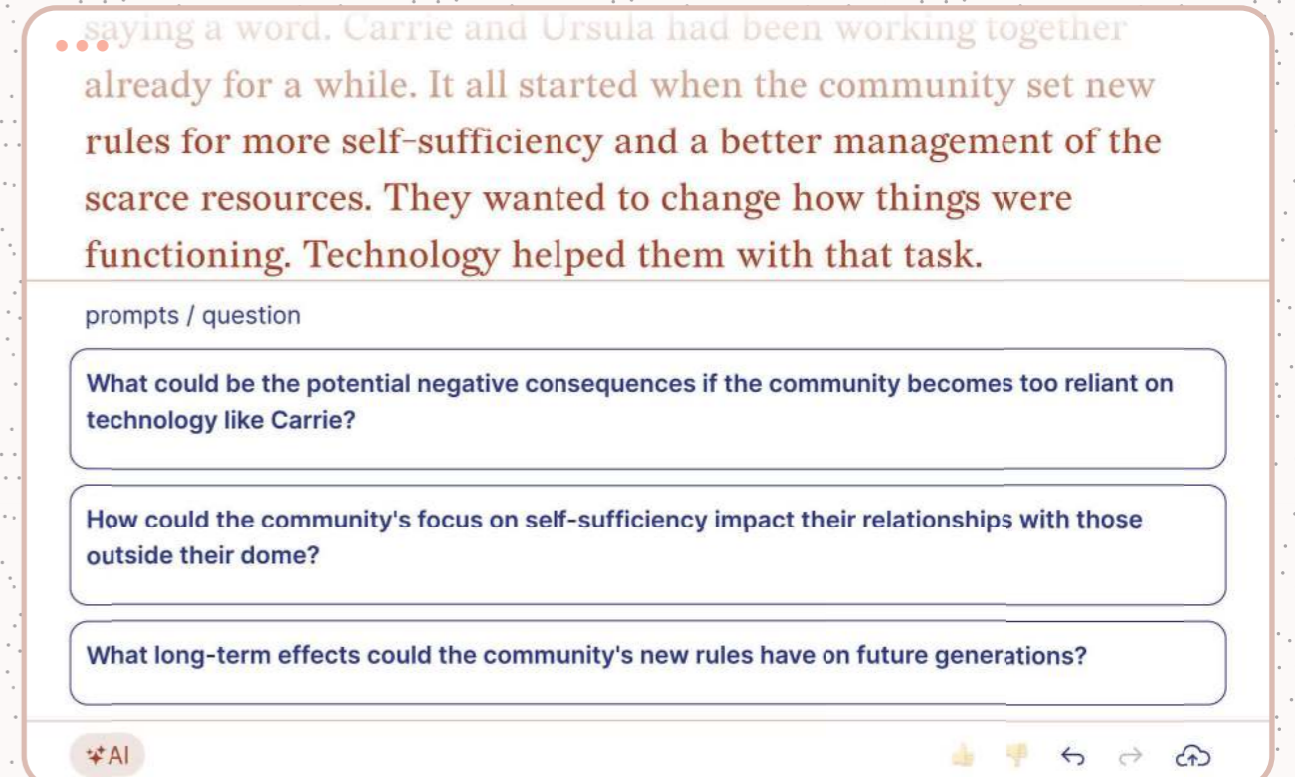 saying a word. Carrie and Ursula had been working together
already for a while. It all started when the community set new
rules for more self-sufficiency and a better management of the
scarce resources. They wanted to change how things were
functioning. Technology helped them with that task.
prompts / question
What could be the potential negative consequences if the community becomes too reliant on
technology like Carrie?
How could the community's focus on self-sufficiency impact their relationships with those
outside their dome?
What long-term effects could the community's new rules have on future generations?
AI